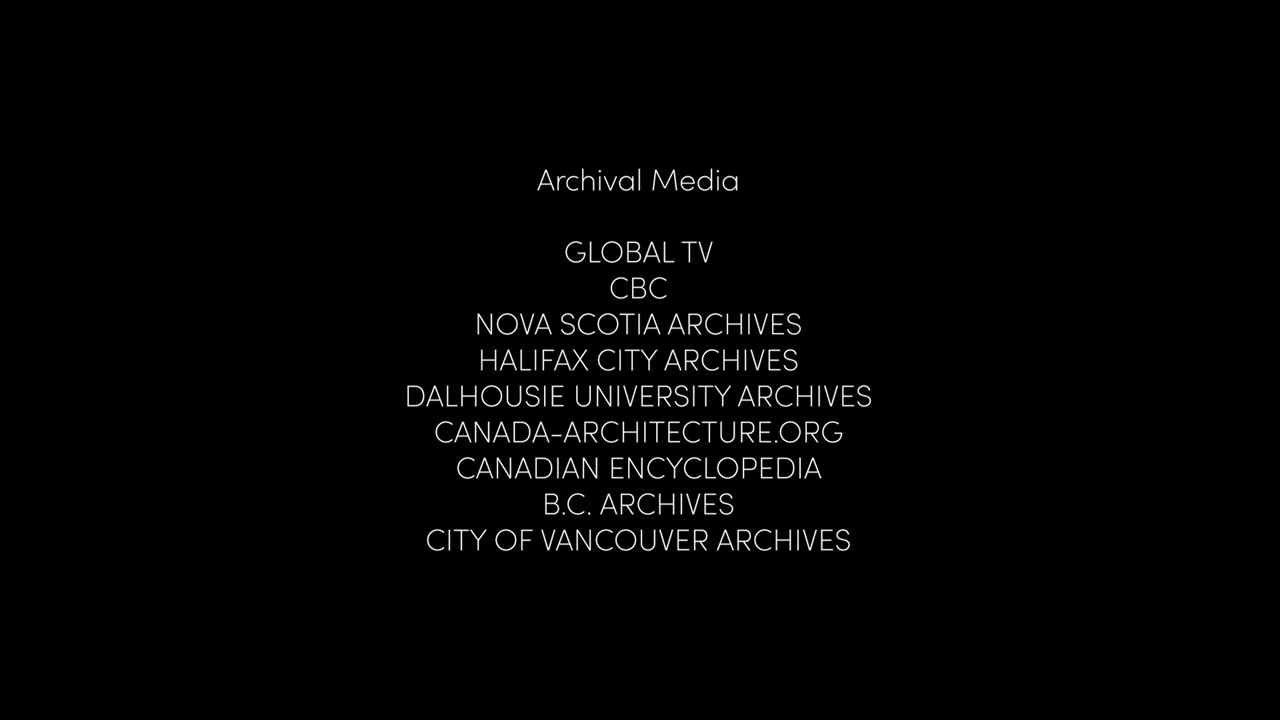 Archival Media
GLOBAL TV
CBC
NOVA SCOTIA ARCHIVES
HALIFAX CITY ARCHIVES
DALHOUSIE UNIVERSITY ARCHIVES
CANADA-ARCHITECTURE.ORG
CANADIAN ENCYCLOPEDIA
B.C. ARCHIVES
CITY OF VANCOUVER ARCHIVES